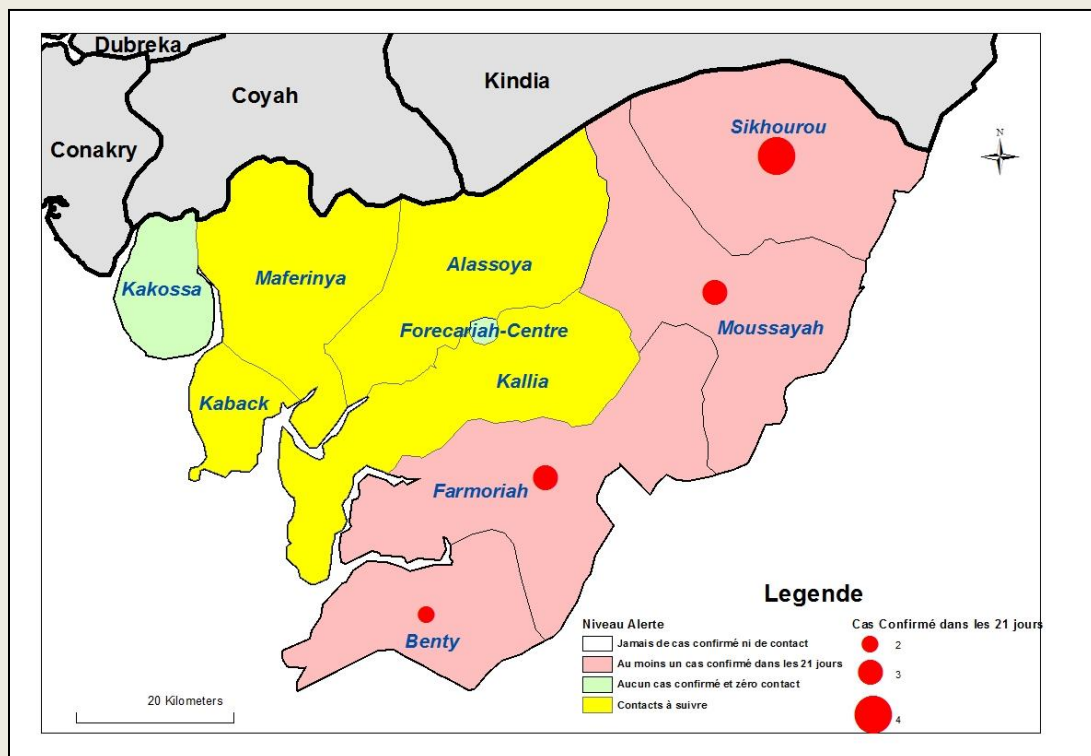 Dubreka
Kindia
Coyah
Sikhourou
Conakry
N
Alassoya
Maferinya
Kakossa
Forecariah-Centre
Moussayah
Kallia
Kaback
Farmoriah
Benty
Legende
Niveau Alerte
Jamais de cas confirmé ni de contact
Au moins un cas confirmé dans les 21 jours
Aucun cas confirmé et zéro contact
Contacts à suivre
Cas Confirmé dans les 21 jours
2
3
4
20 Kilometers